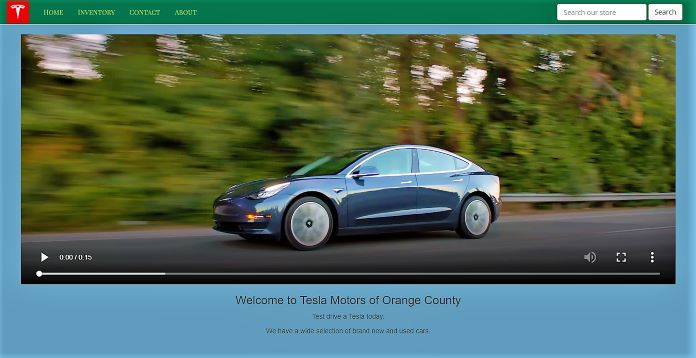 HOME INVENTORY CONTACT ABOUT Search our store Search
0:00 / 0:15
Welcome to Tesla Motors of Orange County
Test drive a Tesla today.
We have a wide selection of brand new and used cars.